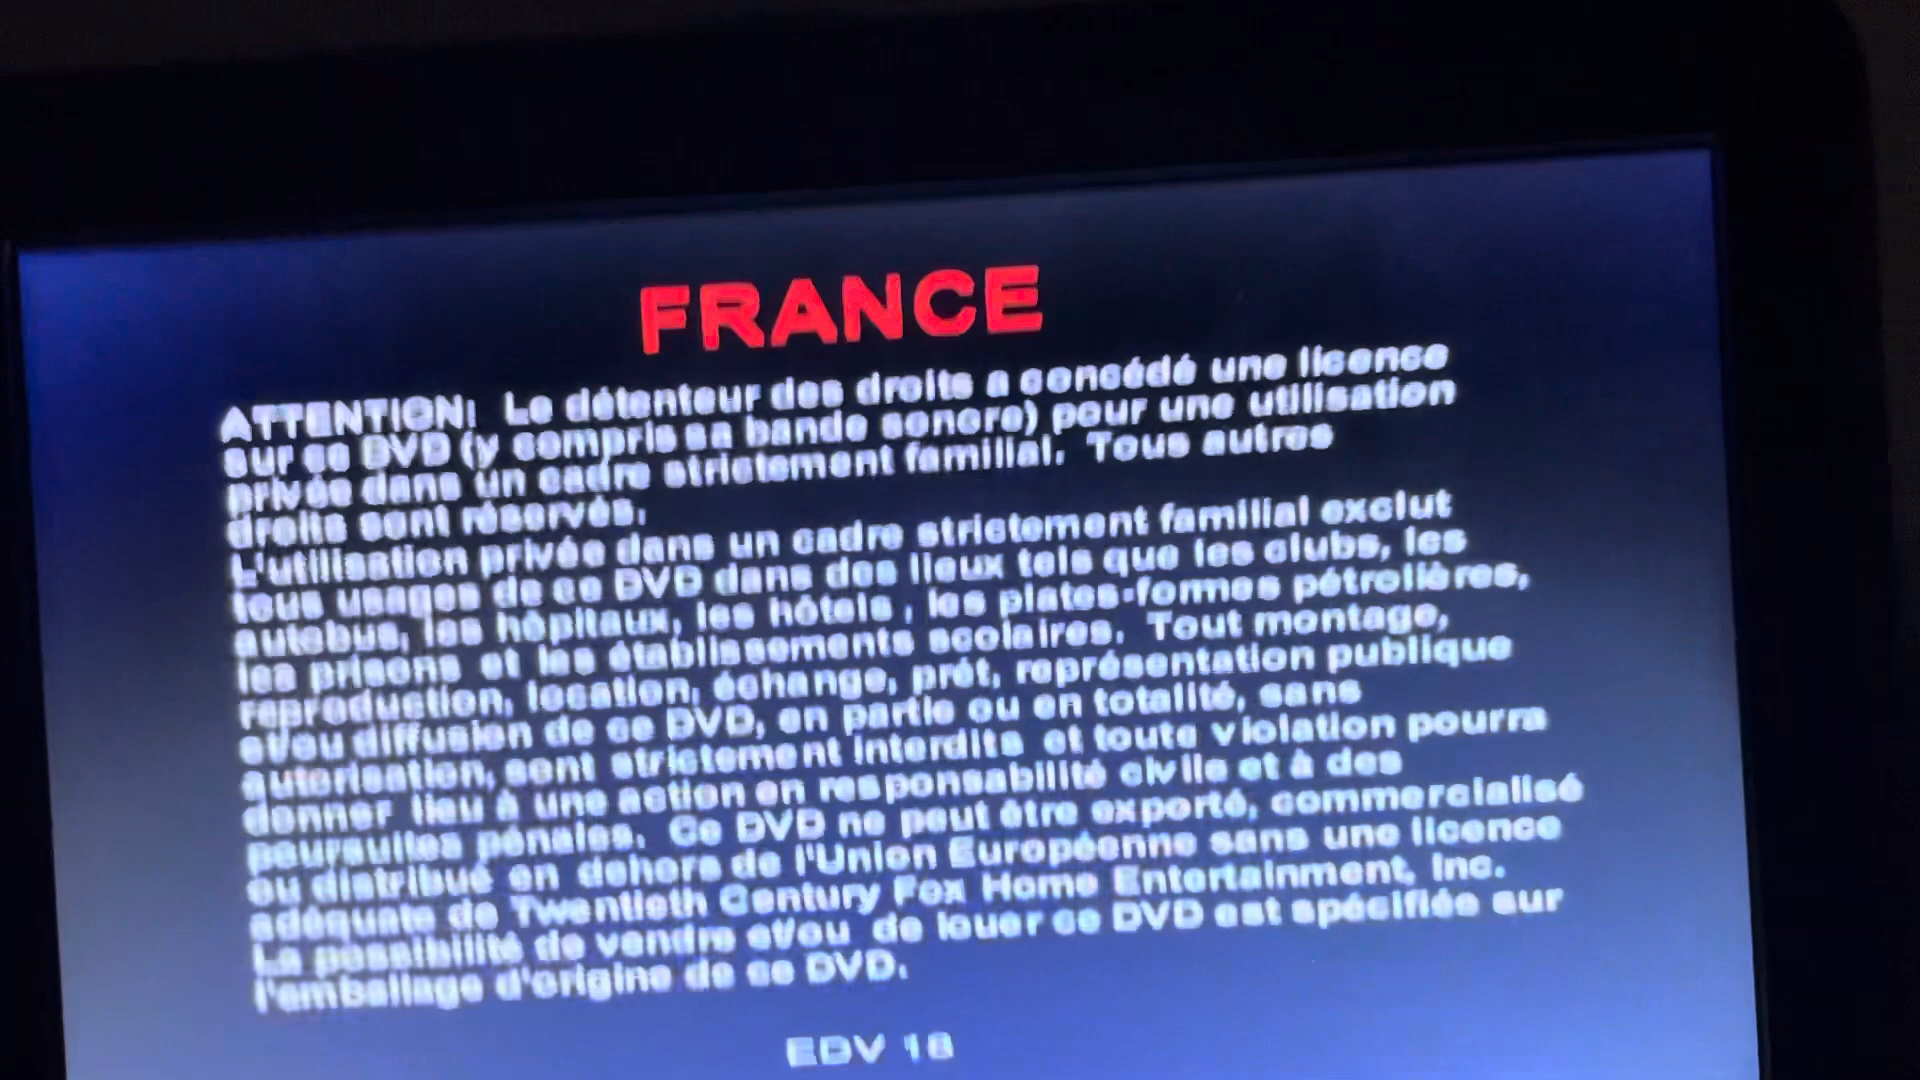 FRANCE
ATTENTION: Le détenteur des droits a concédé une licence
sur ce DVD (y compris sa bande sonore) pour une utilisation
privée dans un cadre strictement familial. Tous autres
droits sont réservés.
L'utilisation privée dans un cadre strictement familial exclut
tous usages de ce DVD dans des lieux tels que les clubs, les
autobus, les hôpitaux, les hôtels, les plates-formes pétrolières,
les prisons et les établissements scolaires. Tout montage,
reproduction, location, échange, prêt, représentation publique
et/ou diffusion de ce DVD, en partie ou en totalité, sans
autorisation, sont strictement interdits et toute violation pourra
donner lieu à une action en responsabilité civile et à des
poursuites pénales. Ce DVD ne peut être exporté, commercialisé
ou distribué en dehors de l'Union Européenne sans une licence
adéquate de Twentieth Century Fox Home Entertainment, Inc.
La possibilité de vendre et/ou de louer ce DVD est spécifiée sur
l'emballage d'origine de ce DVD.
EDV 18